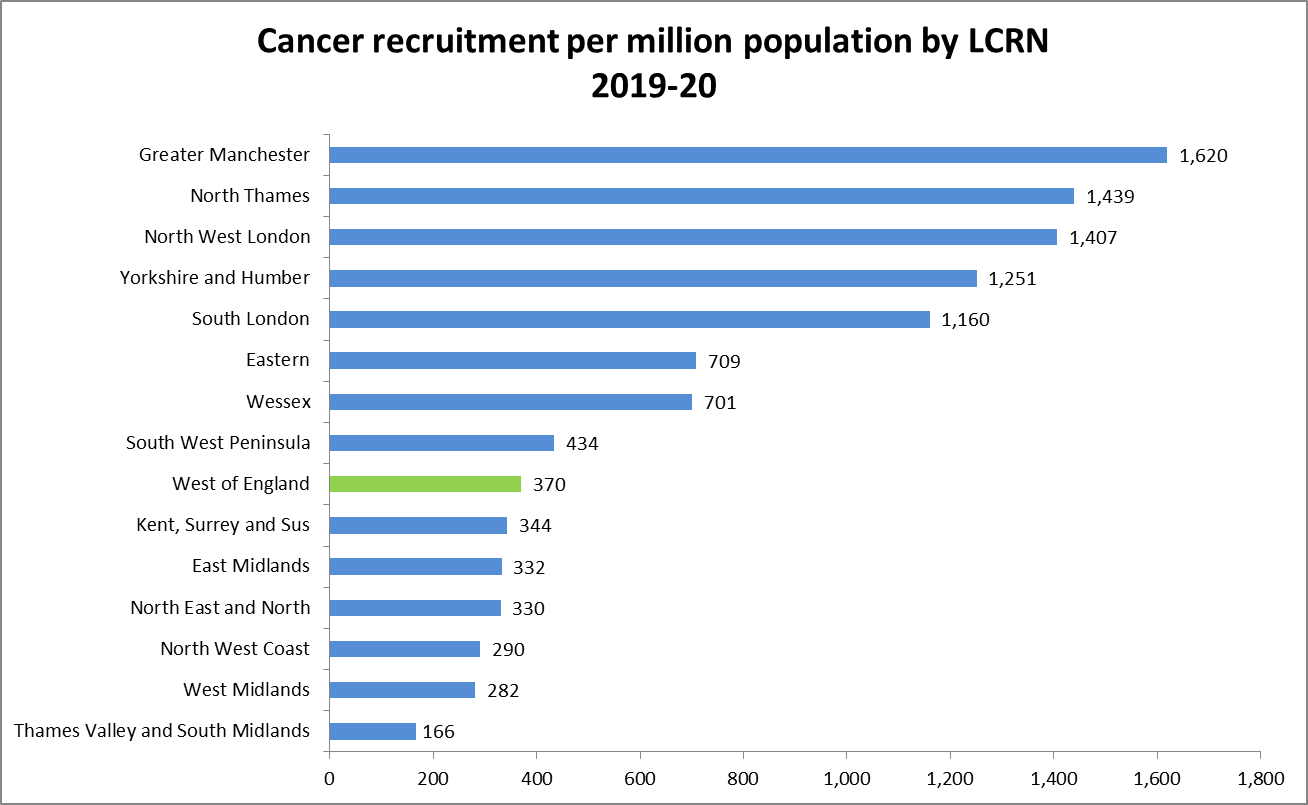 Cancer recruitment per million population by LCRN
2019-20
Greater Manchester 1,620
North Thames 1,439
North West London 1,407
Yorkshire and Humber 1,251
South London 1,160
Eastern 709
Wessex 701
South West Peninsula 434
West of England 370
Kent, Surrey and Sus 344
East Midlands 332
North East and North 330
North West Coast 290
West Midlands 282
Thames Valley and South Midlands 166
0 200 400 600 800 1,000 1,200 1,400 1,600 1,800